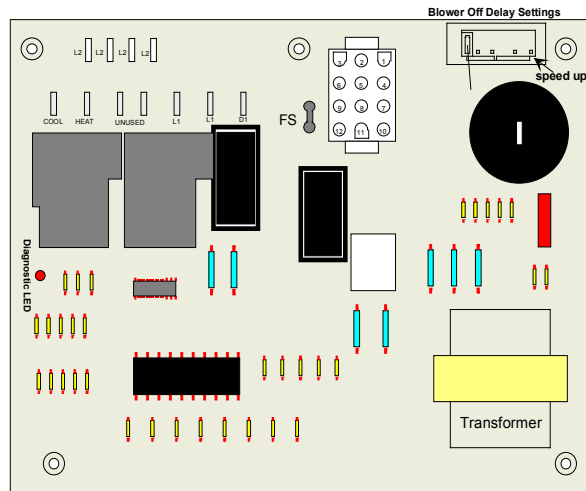 Blower Off Delay Settings
speed up
L2 L2 L2 L2
COOL HEAT UNUSED L1 L1 D1
FS
3 2 1
6 5 4
9 8 7
12 11 10
Diagnostic LED
Transformer